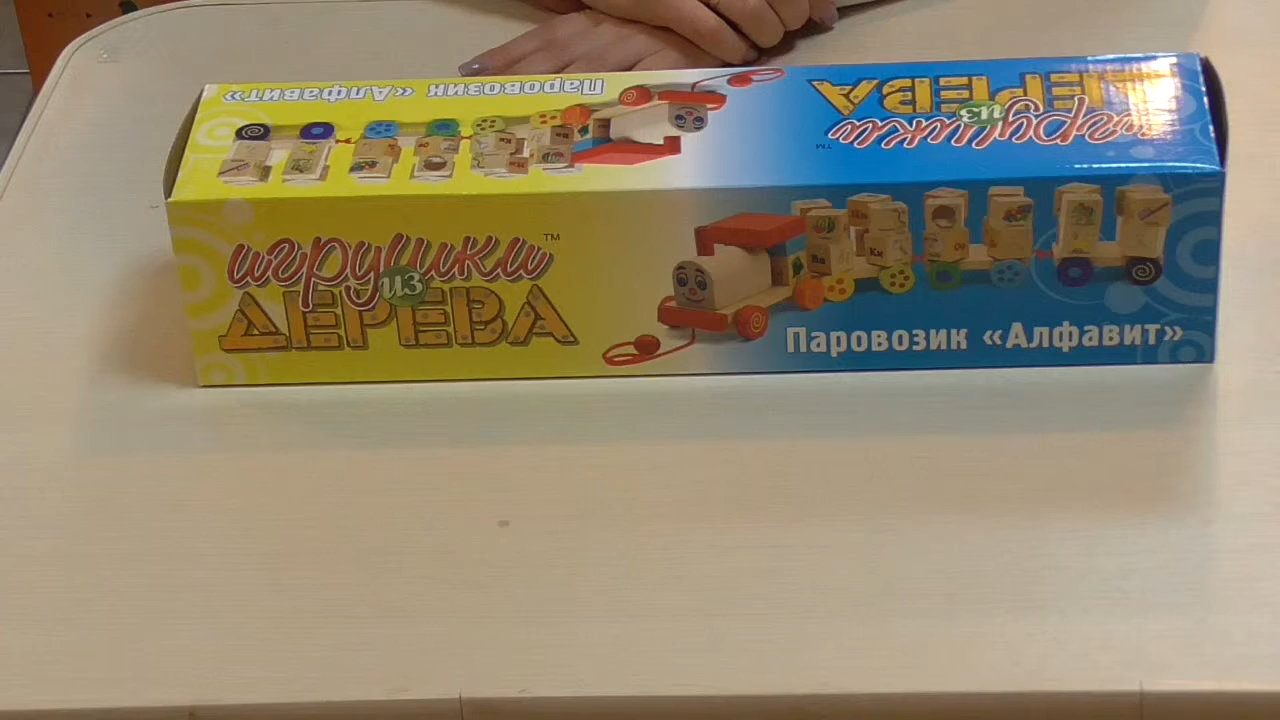 Паровозик «Алфавит»
игрушки
из
ДЕРЕВА
TM
игрушки TM
из
ДЕРЕВА
Паровозик «Алфавит»